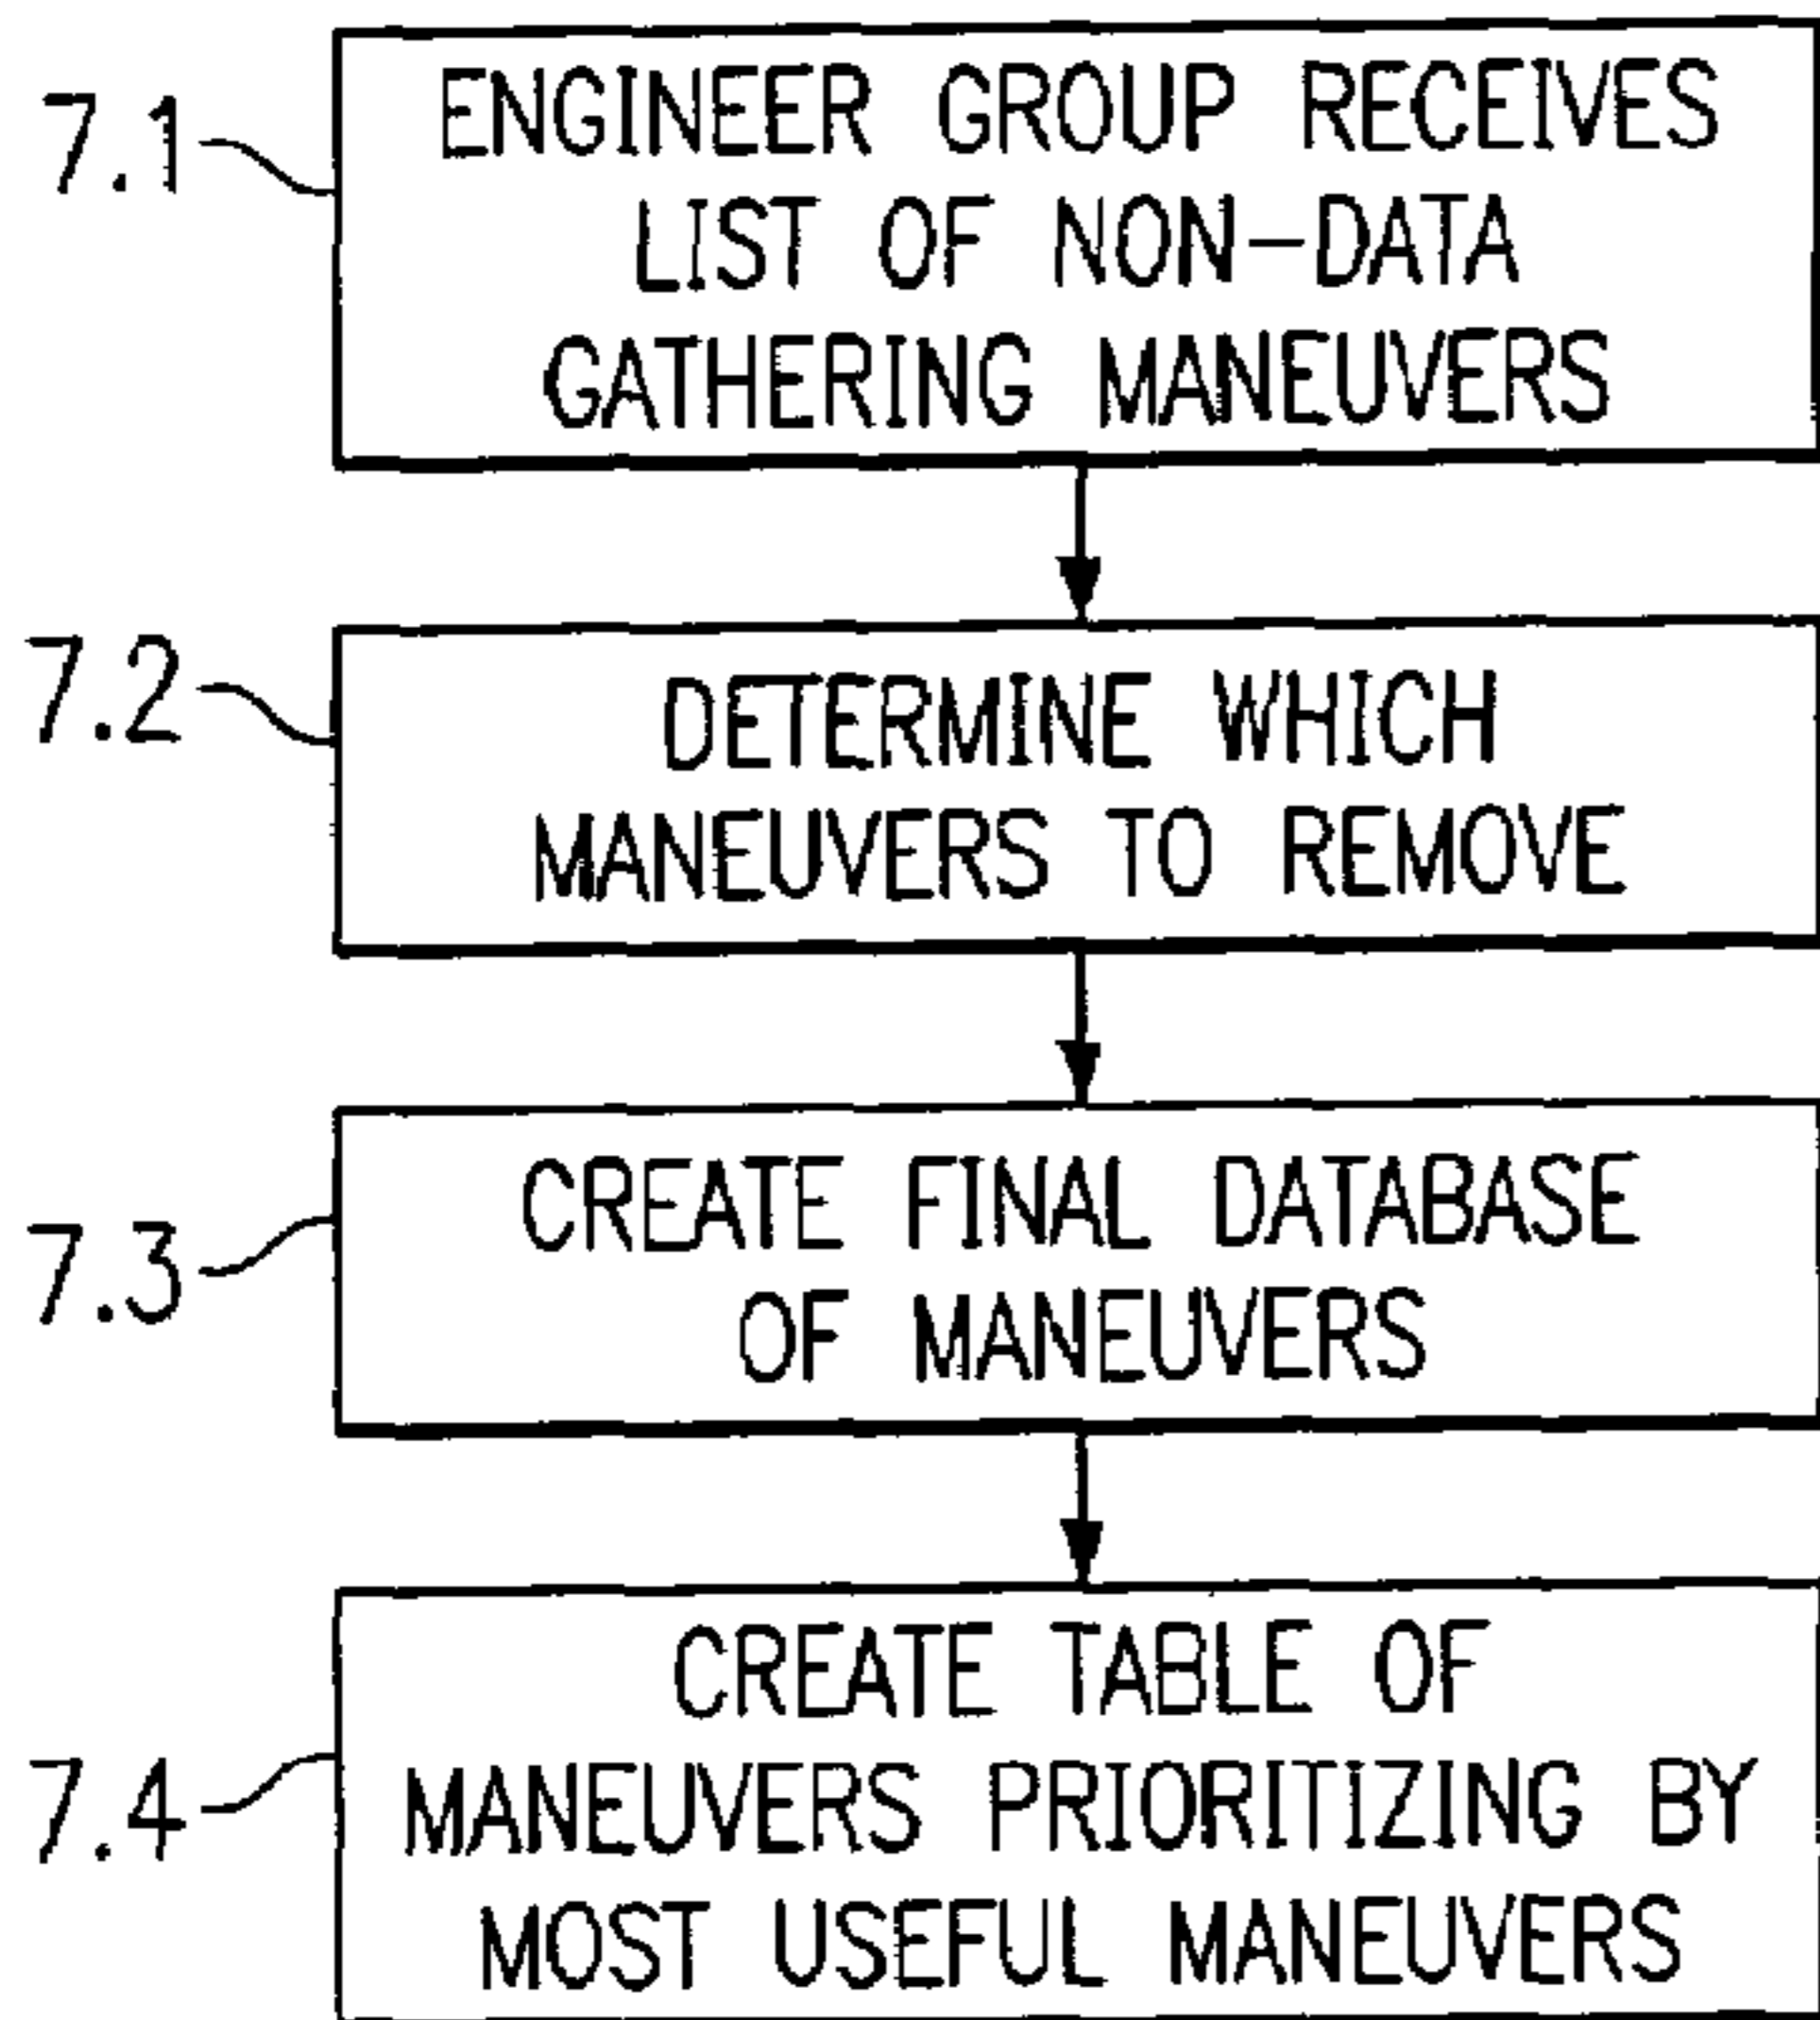 7.1
ENGINEER GROUP RECEIVES
LIST OF NON-DATA
GATHERING MANEUVERS
7.2
DETERMINE WHICH
MANEUVERS TO REMOVE
7.3
CREATE FINAL DATABASE
OF MANEUVERS
7.4
CREATE TABLE OF
MANEUVERS PRIORITIZING BY
MOST USEFUL MANEUVERS